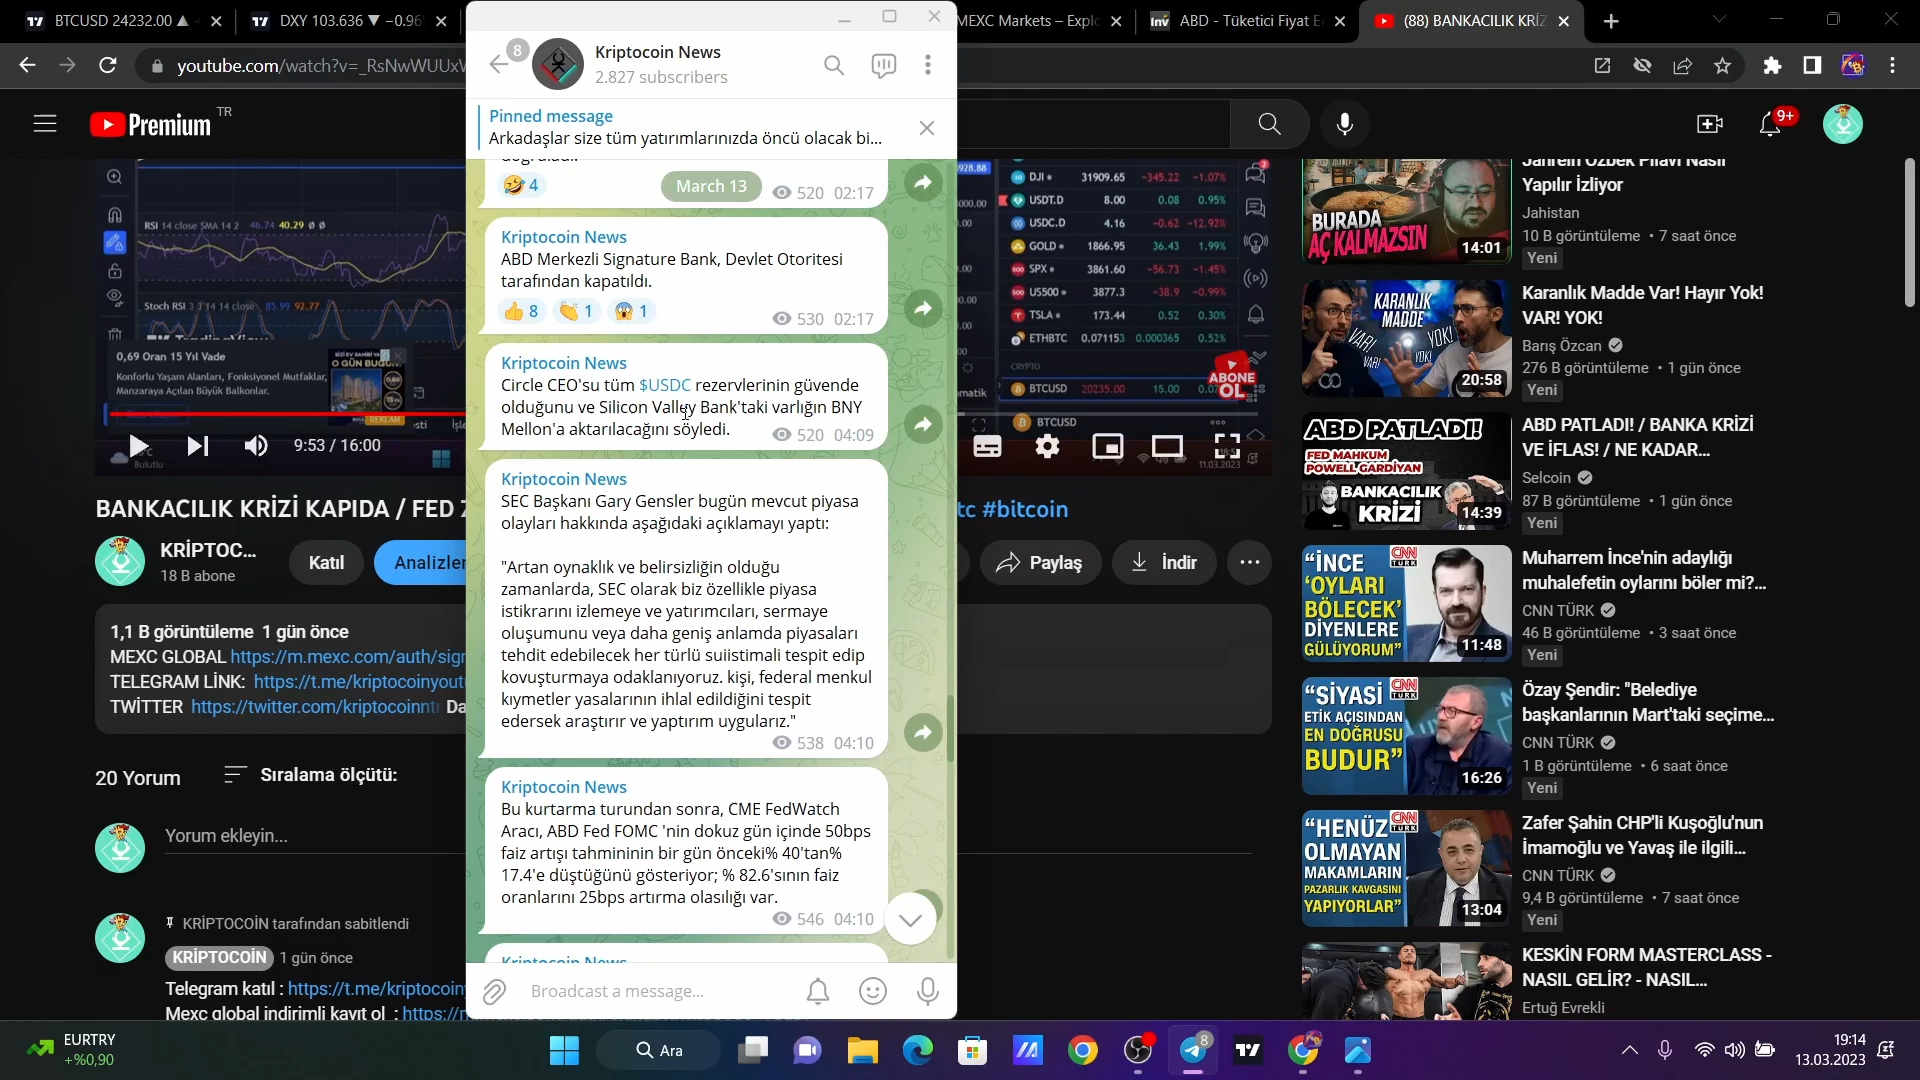 BTCUSD 24232.00
DXY 103.636 ▼ −0.96
MEXC Markets – Explo
ABD - Tüketici Fiyat E
(88) BANKACILIK KRİZ
youtube.com/watch?v=_RsNwWUUxV
Premium
TR
9+
8
Kriptocoin News
2.827 subscribers
Pinned message
Arkadaşlar size tüm yatırımlarınızda öncü olacak bi...
🤣 4
March 13
520 02:17
Kriptocoin News
ABD Merkezli Signature Bank, Devlet Otoritesi
tarafından kapatıldı.
👍 8 👏 1 😱 1
530 02:17
Kriptocoin News
Circle CEO'su tüm $USDC rezervlerinin güvende
olduğunu ve Silicon Valley Bank'taki varlığın BNY
Mellon'a aktarılacağını söyledi.
520 04:09
Kriptocoin News
SEC Başkanı Gary Gensler bugün mevcut piyasa
olayları hakkında aşağıdaki açıklamayı yaptı:
"Artan oynaklık ve belirsizliğin olduğu
zamanlarda, SEC olarak biz özellikle piyasa
istikrarını izlemeye ve yatırımcıları, sermaye
oluşumunu veya daha geniş anlamda piyasaları
tehdit edebilecek her türlü suiistimali tespit edip
kovuşturmaya odaklanıyoruz. kişi, federal menkul
kıymetler yasalarının ihlal edildiğini tespit
edersek araştırır ve yaptırım uygularız."
538 04:10
Kriptocoin News
Bu kurtarma turundan sonra, CME FedWatch
Aracı, ABD Fed FOMC 'nin dokuz gün içinde 50bps
faiz artışı tahmininin bir gün önceki% 40'tan%
17.4'e düştüğünü gösteriyor; % 82.6'sının faiz
oranlarını 25bps artırma olasılığı var.
546 04:10
Kriptocoin News
Broadcast a message...
RSI 14 close SMA 14 2 46.74 40.29
Stoch RSI 3 3 14 14 close 85.99 92.77
0,69 Oran 15 Yıl Vade
Konforlu Yaşam Alanları, Fonksiyonel Mutfaklar,
Manzaraya Açılan Büyük Balkonlar.
REKLAM
9:53 / 16:00
Bulutlu
DJI 31909.65 −345.22 −1.07%
USDT.D 8.00 0.08 0.95%
USDC.D 4.16 −0.62 −12.92%
GOLD 1866.95 36.43 1.99%
SPX 3861.60 −56.73 −1.45%
US500 3877.3 −38.9 −0.99%
TSLA 173.44 0.52 0.30%
ETHBTC 0.071153 0.000365 0.52%
CRYPTO
BTCUSD 20235.00 15.00
BTCUSD
ABONE
OL
11.03.2023
BANKACILIK KRİZİ KAPIDA / FED
tc #bitcoin
KRİPTOC...
18 B abone
Katıl
Analizler
Paylaş
İndir
1,1 B görüntüleme 1 gün önce
MEXC GLOBAL https://m.mexc.com/auth/sig
TELEGRAM LİNK: https://t.me/kriptocoinyout
TWİTTER https://twitter.com/kriptocoinntr Da
20 Yorum
Sıralama ölçütü:
Yorum ekleyin...
KRİPTOCOİN tarafından sabitlendi
KRİPTOCOİN 1 gün önce
Telegram katıl : https://t.me/kriptocoin
Mexc global indirimli kayıt ol : https://
BURADA
AÇ KALMAZSIN
14:01
Jahrein Özbek Pilavı Nasıl
Yapılır İzliyor
Jahistan
10 B görüntüleme • 7 saat önce
Yeni
KARANLIK
MADDE
VAR!
YOK!
VAR!
YOK!
20:58
Karanlık Madde Var! Hayır Yok!
VAR! YOK!
Barış Özcan
276 B görüntüleme • 1 gün önce
Yeni
ABD PATLADI!
FED MAHKUM
POWELL GARDİYAN
BANKACILIK
KRİZİ
14:39
ABD PATLADI! / BANKA KRİZİ
VE İFLAS! / NE KADAR...
Selcoin
87 B görüntüleme • 1 gün önce
Yeni
"İNCE
'OYLARI
BÖLECEK'
DİYENLERE
GÜLÜYORUM"
CNN
TÜRK
11:48
Muharrem İnce'nin adaylığı
muhalefetin oylarını böler mi?...
CNN TÜRK
46 B görüntüleme • 3 saat önce
Yeni
"SİYASİ
ETİK AÇISINDAN
EN DOĞRUSU
BUDUR"
CNN
TÜRK
16:26
Özay Şendir: "Belediye
başkanlarının Mart'taki seçime...
CNN TÜRK
1 B görüntüleme • 6 saat önce
Yeni
"HENÜZ
OLMAYAN
MAKAMLARIN
PAZARLIK KAVGASINI
YAPIYORLAR"
CNN
TÜRK
13:04
Zafer Şahin CHP'li Kuşoğlu'nun
İmamoğlu ve Yavaş ile ilgili...
CNN TÜRK
9,4 B görüntüleme • 7 saat önce
Yeni
KESKİN FORM MASTERCLASS -
NASIL GELİR? - NASIL...
Ertuğ Evrekli
EURTRY
+%0,90
Ara
8
19:14
13.03.2023